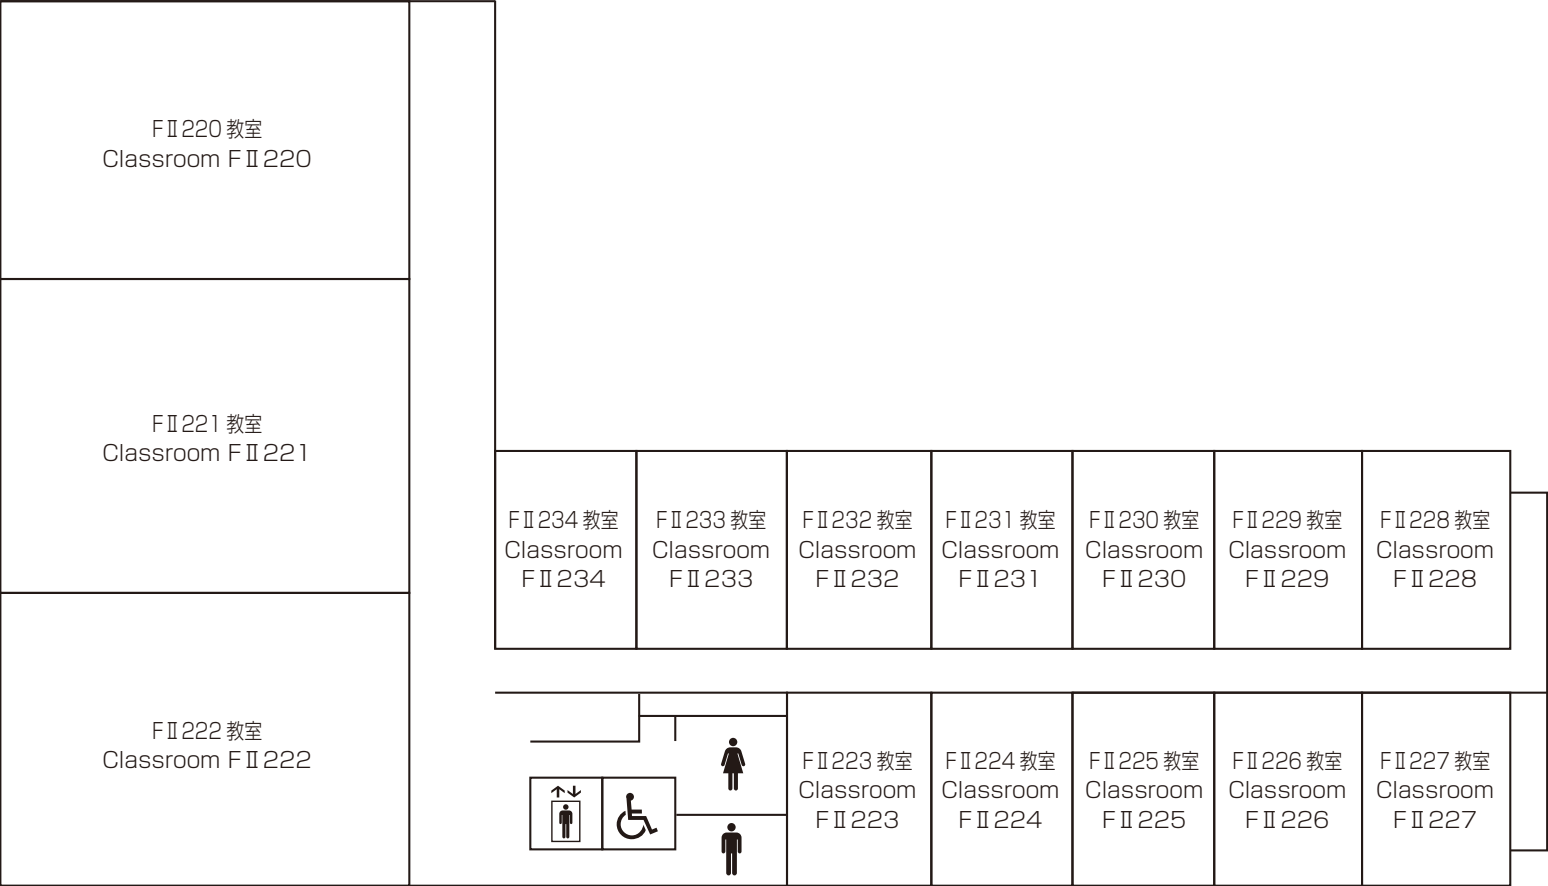 FⅡ220 教室
Classroom FⅡ220
FⅡ221 教室
Classroom FⅡ221
FⅡ222 教室
Classroom FⅡ222
FⅡ234 教室
Classroom
FⅡ234
FⅡ233 教室
Classroom
FⅡ233
FⅡ232 教室
Classroom
FⅡ232
FⅡ231 教室
Classroom
FⅡ231
FⅡ230 教室
Classroom
FⅡ230
FⅡ229 教室
Classroom
FⅡ229
FⅡ228 教室
Classroom
FⅡ228
FⅡ223 教室
Classroom
FⅡ223
FⅡ224 教室
Classroom
FⅡ224
FⅡ225 教室
Classroom
FⅡ225
FⅡ226 教室
Classroom
FⅡ226
FⅡ227 教室
Classroom
FⅡ227